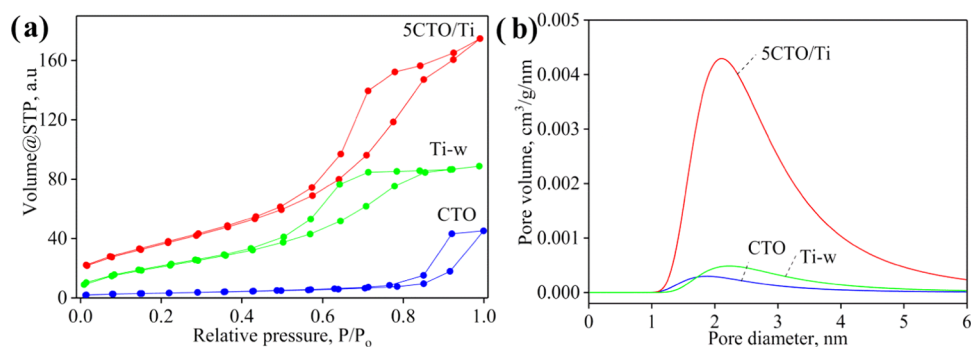 (a)
5CTO/Ti
Ti-w
CTO
Volume@STP, a.u
160
120
80
40
0
0.0 0.2 0.4 0.6 0.8 1.0
Relative pressure, P/Po
(b)
5CTO/Ti
CTO
Ti-w
Pore volume, cm³/g/nm
0.004
0.003
0.002
0.001
0.000
0 1 2 3 4 5 6
Pore diameter, nm